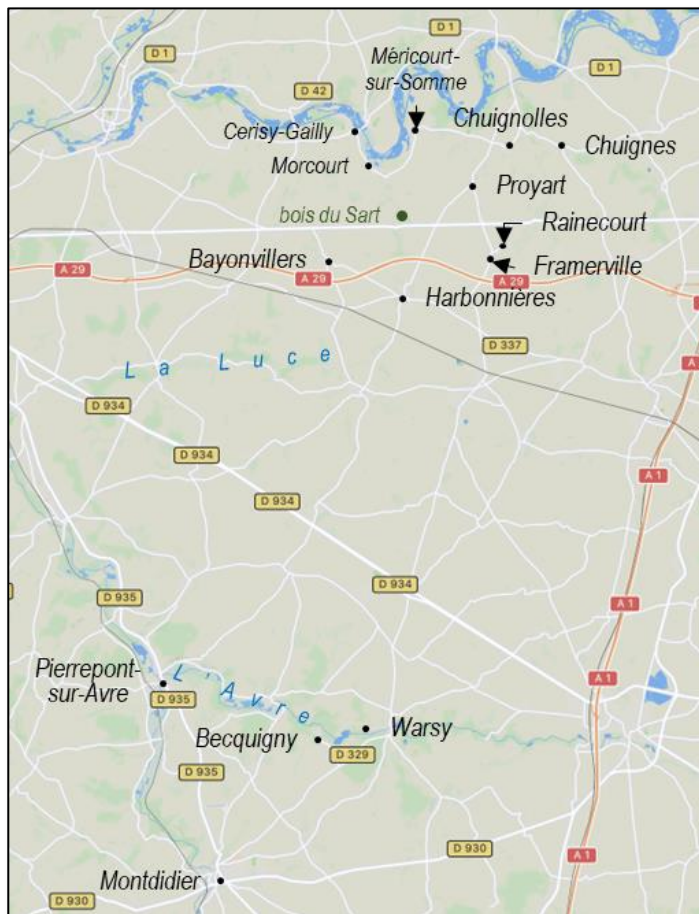 D 1
D 1
Méricourt-
sur-Somme
D 1
D 42
Cerisy-Gailly
Chuignolles
Chuignes
Morcourt
Proyart
bois du Sart
Rainecourt
Bayonvillers
Framerville
A 29
A 29
A 29
Harbonnières
D 337
La Luce
A
D 934
D 934
A 1
D 934
D 934
D 935
A 1
Pierrepont-
sur-Avre
L'Avre
A 1
D 935
Becquigny
Warsy
D 329
D 935
D 930
A 1
Montdidier
D 930